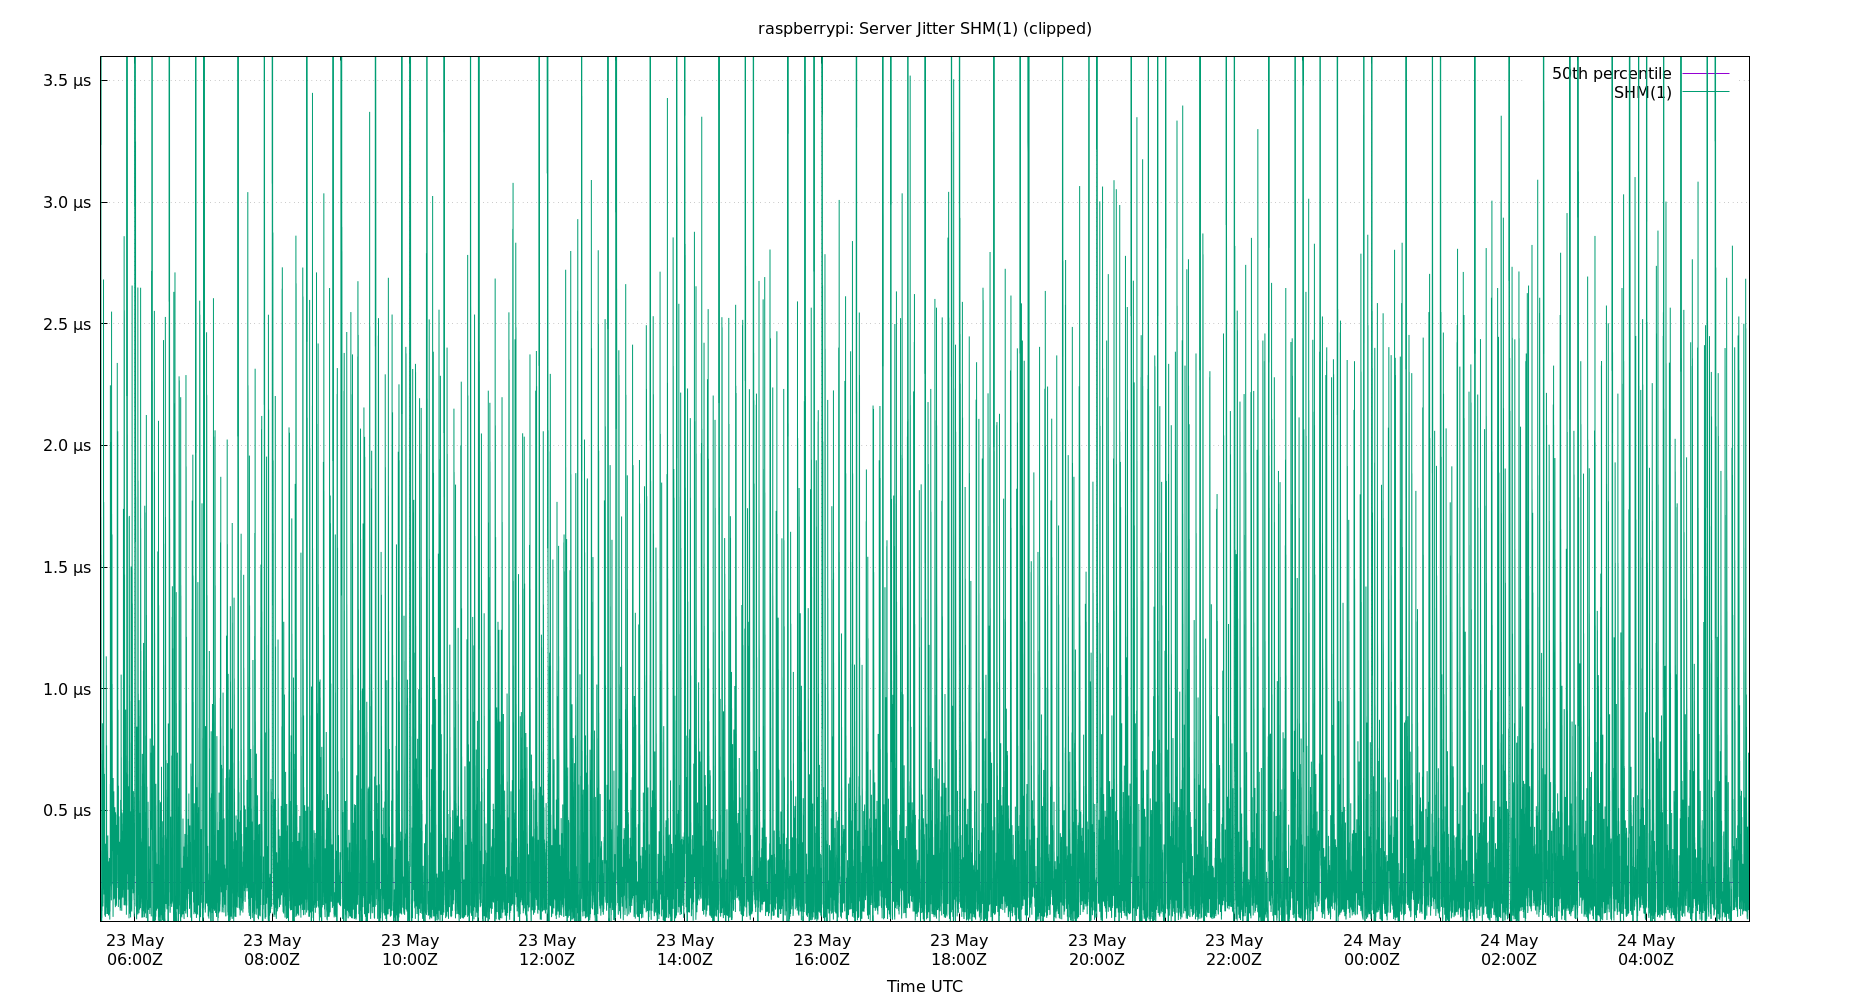 raspberrypi: Server Jitter SHM(1) (clipped)
50th percentile
SHM(1)
3.5 µs
3.0 µs
2.5 µs
2.0 µs
1.5 µs
1.0 µs
0.5 µs
23 May 23 May 23 May 23 May 23 May 23 May 23 May 23 May 23 May 24 May 24 May 24 May
06:00Z 08:00Z 10:00Z 12:00Z 14:00Z 16:00Z 18:00Z 20:00Z 22:00Z 00:00Z 02:00Z 04:00Z
Time UTC